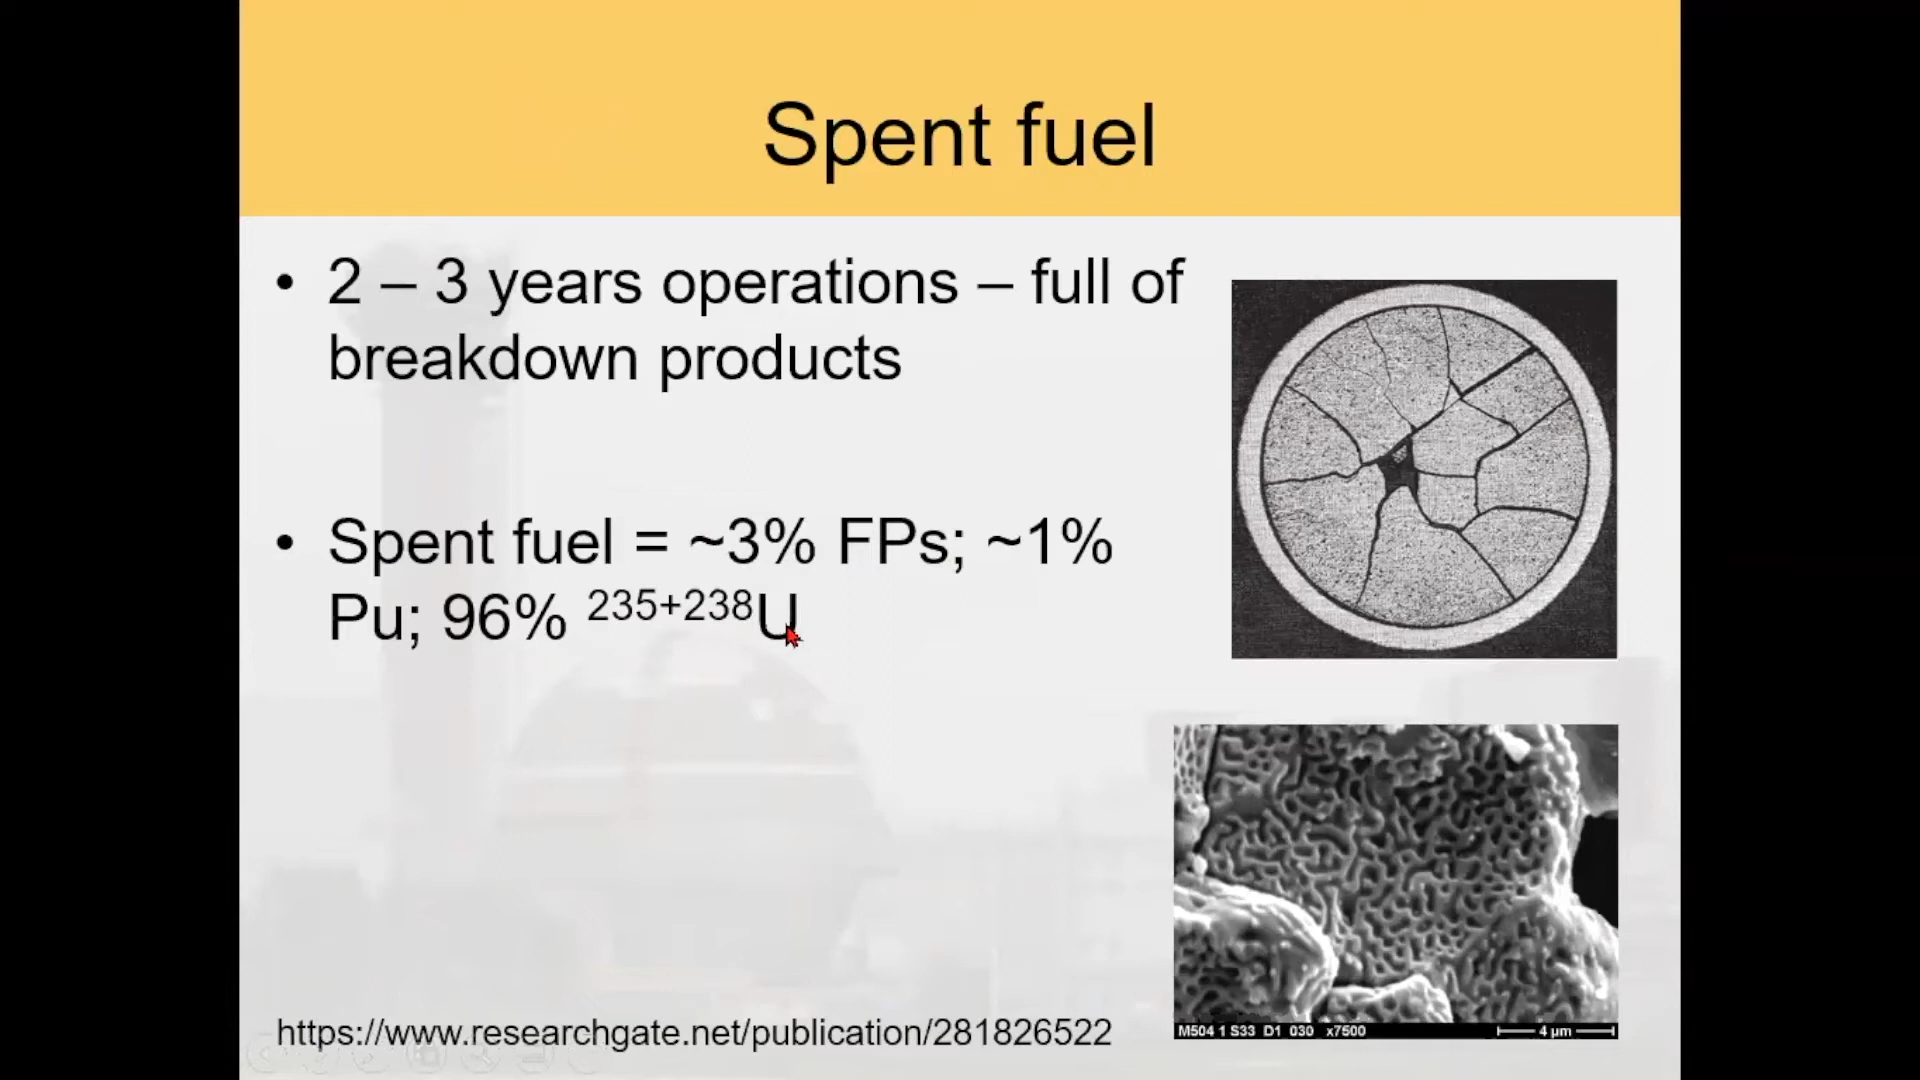 Spent fuel
• 2 – 3 years operations – full of
breakdown products
• Spent fuel = ~3% FPs; ~1%
Pu; 96% ²³⁵⁺²³⁸U
https://www.researchgate.net/publication/281826522
M504 1 S33 D1 030 x7500 4 µm